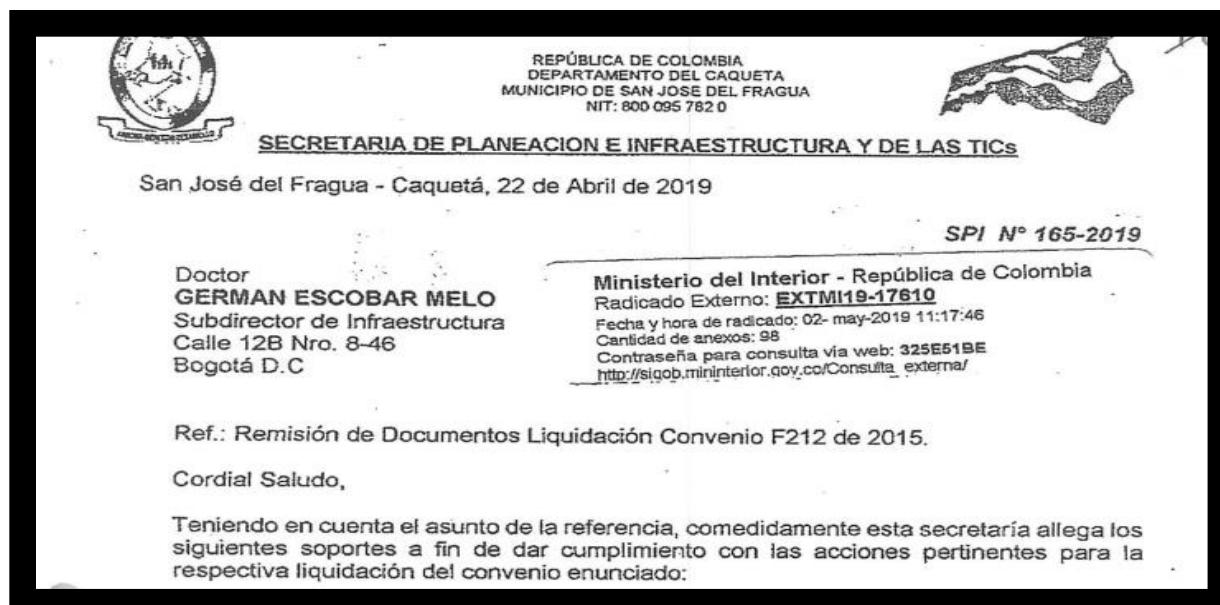 REPÚBLICA DE COLOMBIA
DEPARTAMENTO DEL CAQUETA
MUNICIPIO DE SAN JOSE DEL FRAGUA
NIT: 800 095 782 0
SECRETARIA DE PLANEACION E INFRAESTRUCTURA Y DE LAS TICs
San José del Fragua - Caquetá, 22 de Abril de 2019
SPI N° 165-2019
Doctor
GERMAN ESCOBAR MELO
Subdirector de Infraestructura
Calle 12B Nro. 8-46
Bogotá D.C
Ministerio del Interior - República de Colombia
Radicado Externo: EXTMI19-17610
Fecha y hora de radicado: 02- may-2019 11:17:46
Cantidad de anexos: 98
Contraseña para consulta via web: 325E51BE
http://sigob.mininterior.gov.co/Consulta_externa/
Ref.: Remisión de Documentos Liquidación Convenio F212 de 2015.
Cordial Saludo,
Teniendo en cuenta el asunto de la referencia, comedidamente esta secretaría allega los
siguientes soportes a fin de dar cumplimiento con las acciones pertinentes para la
respectiva liquidación del convenio enunciado: